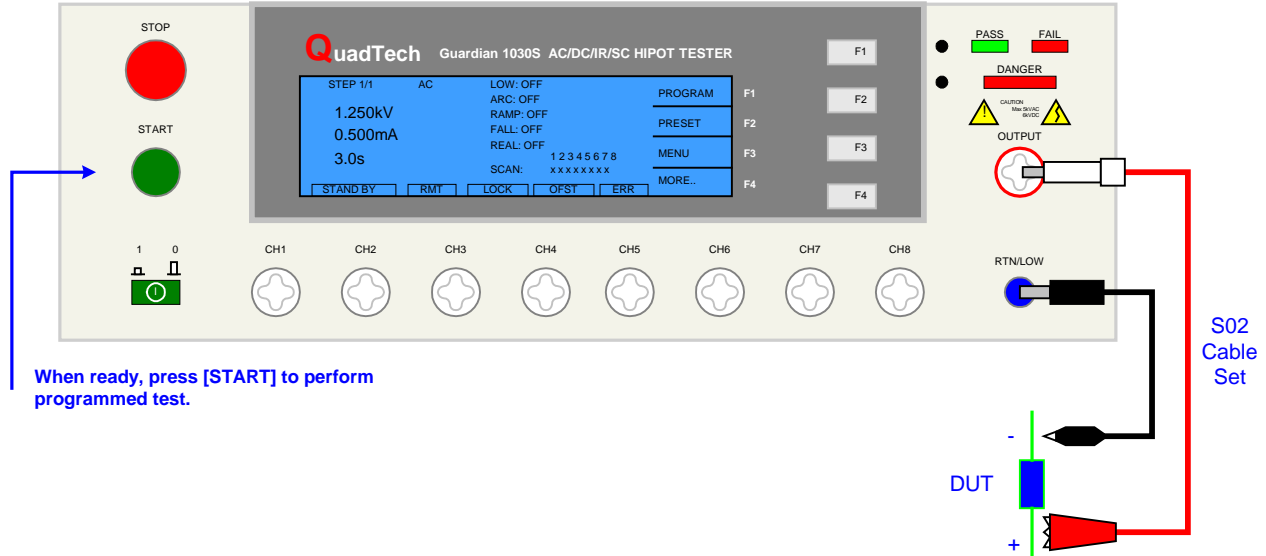 STOP
START
1 0
QuadTech Guardian 1030S AC/DC/IR/SC HIPOT TESTER
STEP 1/1 AC LOW: OFF
ARC: OFF
1.250kV RAMP: OFF
0.500mA FALL: OFF
3.0s REAL: OFF
1 2 3 4 5 6 7 8
SCAN: x x x x x x x x
STAND BY RMT LOCK OFST ERR
PROGRAM F1
PRESET F2
MENU F3
MORE.. F4
F1
F2
F3
F4
PASS FAIL
DANGER
CAUTION
Max 5kVAC
6kVDC
!
OUTPUT
CH1 CH2 CH3 CH4 CH5 CH6 CH7 CH8
RTN/LOW
When ready, press [START] to perform
programmed test.
S02
Cable
Set
-
DUT
+